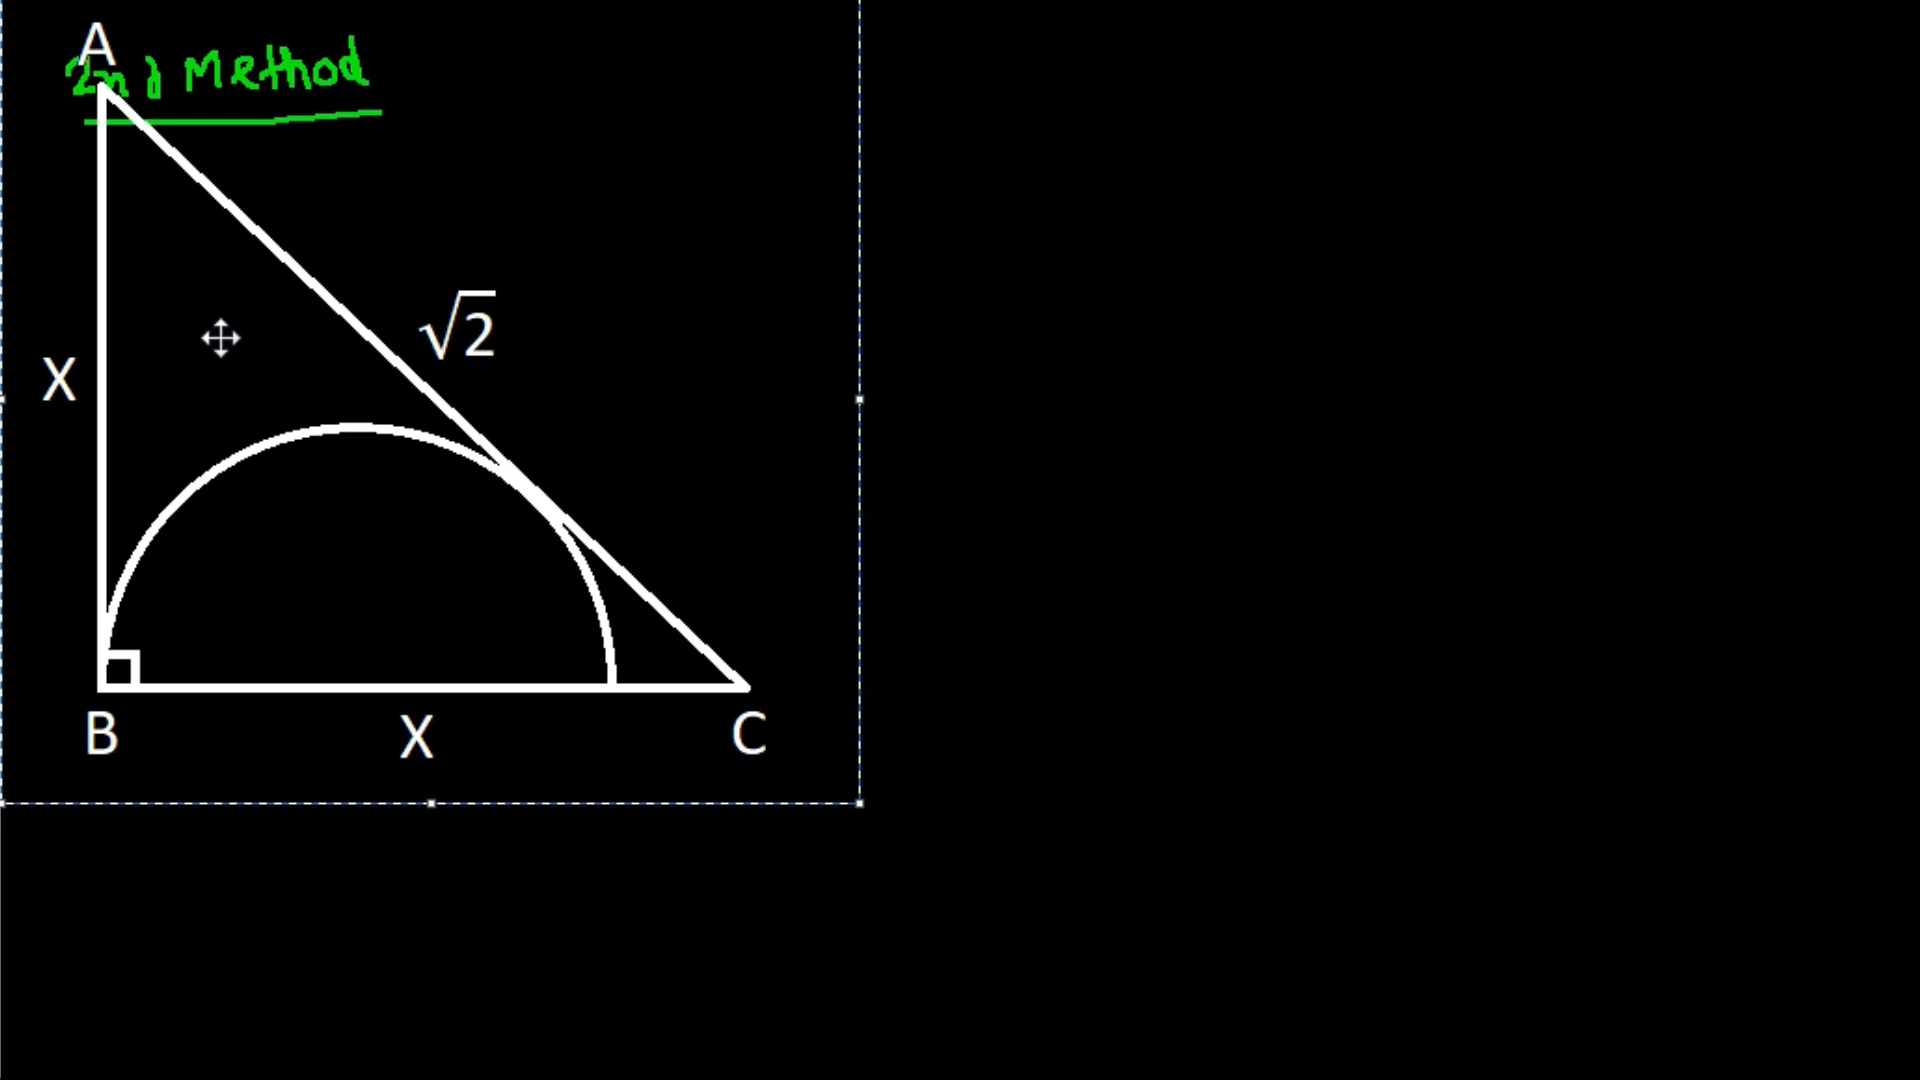 A
2nd Method
√2
X
B X C